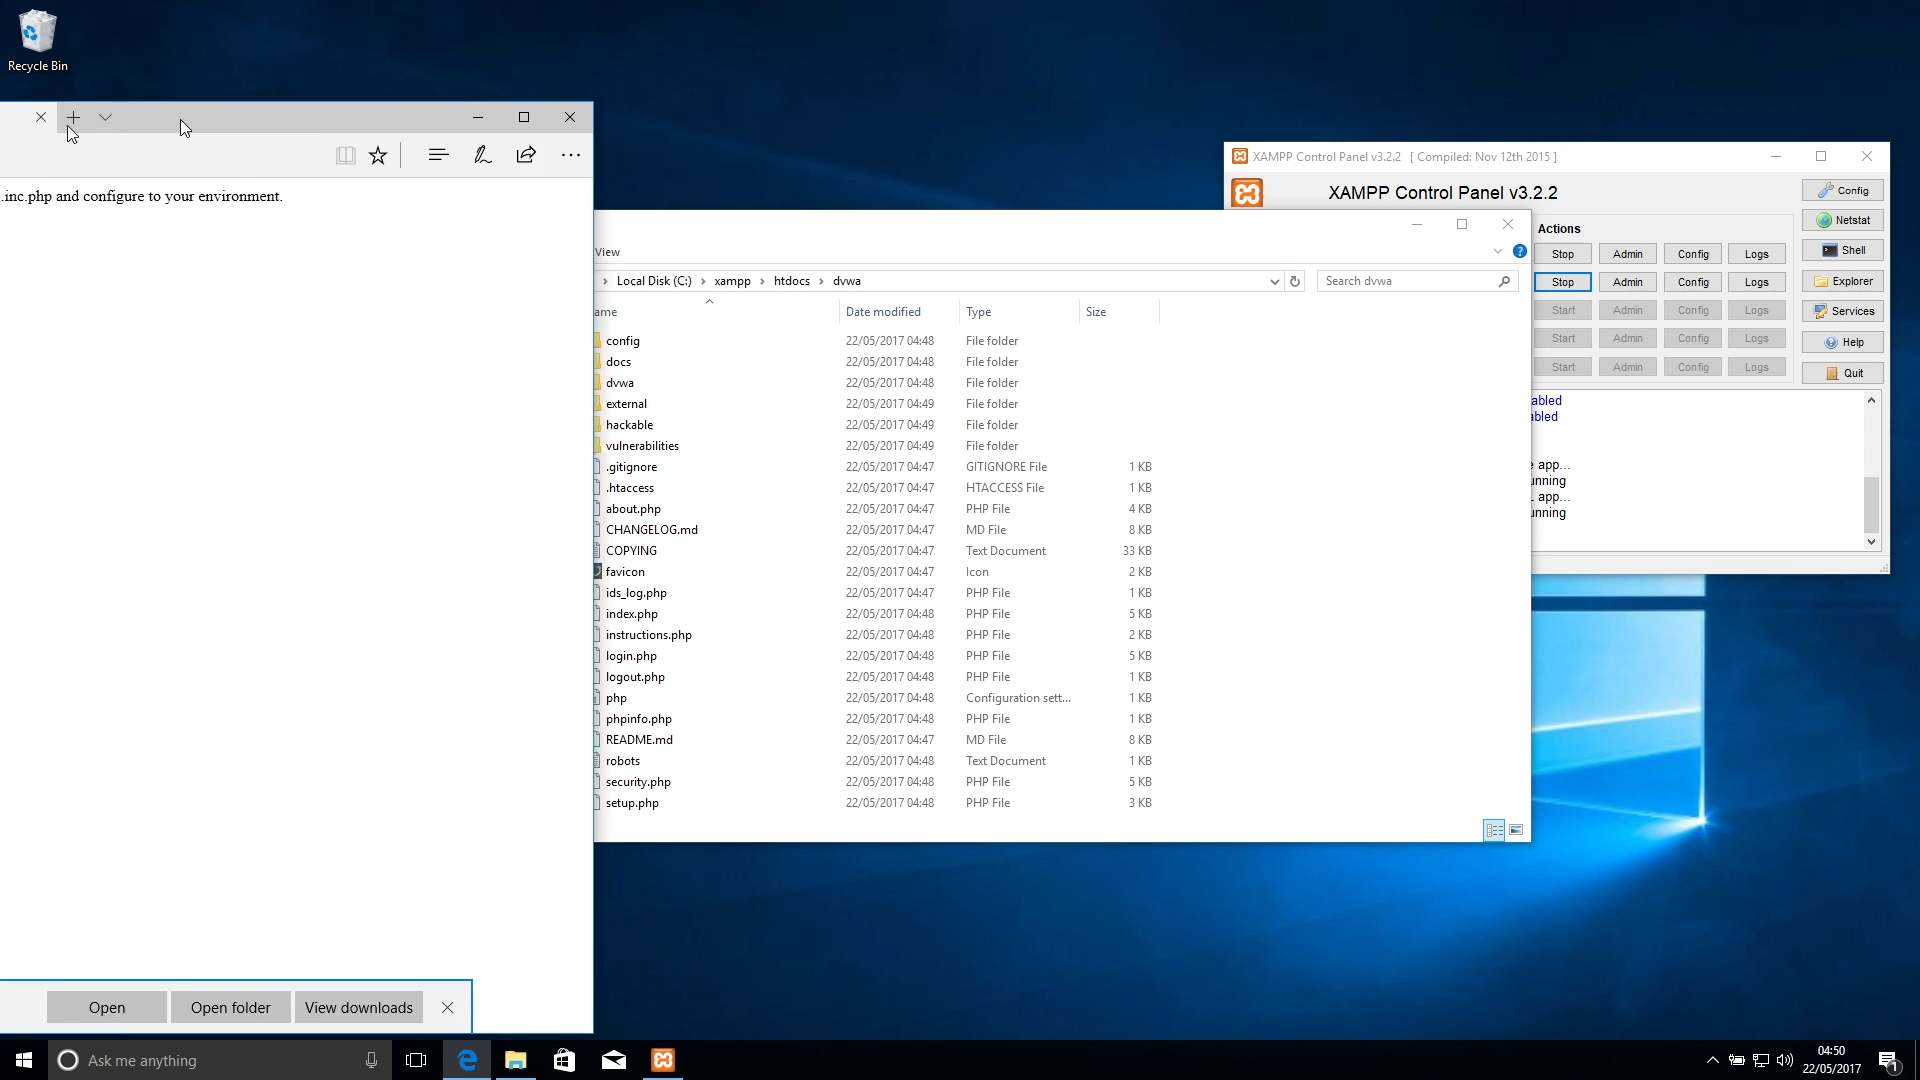 Recycle Bin
.inc.php and configure to your environment.
Open
Open folder
View downloads
View
Local Disk (C:)
xampp
htdocs
dvwa
Search dvwa
ame
Date modified
Type
Size
config 22/05/2017 04:48 File folder
docs 22/05/2017 04:48 File folder
dvwa 22/05/2017 04:48 File folder
external 22/05/2017 04:49 File folder
hackable 22/05/2017 04:49 File folder
vulnerabilities 22/05/2017 04:49 File folder
.gitignore 22/05/2017 04:47 GITIGNORE File 1 KB
.htaccess 22/05/2017 04:47 HTACCESS File 1 KB
about.php 22/05/2017 04:47 PHP File 4 KB
CHANGELOG.md 22/05/2017 04:47 MD File 8 KB
COPYING 22/05/2017 04:47 Text Document 33 KB
favicon 22/05/2017 04:47 Icon 2 KB
ids_log.php 22/05/2017 04:47 PHP File 1 KB
index.php 22/05/2017 04:48 PHP File 5 KB
instructions.php 22/05/2017 04:48 PHP File 2 KB
login.php 22/05/2017 04:48 PHP File 5 KB
logout.php 22/05/2017 04:48 PHP File 1 KB
php 22/05/2017 04:48 Configuration sett... 1 KB
phpinfo.php 22/05/2017 04:48 PHP File 1 KB
README.md 22/05/2017 04:47 MD File 8 KB
robots 22/05/2017 04:48 Text Document 1 KB
security.php 22/05/2017 04:48 PHP File 5 KB
setup.php 22/05/2017 04:48 PHP File 3 KB
XAMPP Control Panel v3.2.2 [ Compiled: Nov 12th 2015 ]
XAMPP Control Panel v3.2.2
Actions
Stop Admin Config Logs
Stop Admin Config Logs
Start Admin Config Logs
Start Admin Config Logs
Start Admin Config Logs
Config
Netstat
Shell
Explorer
Services
Help
Quit
abled
abled
e app...
unning
L app...
unning
Ask me anything
04:50
22/05/2017
1